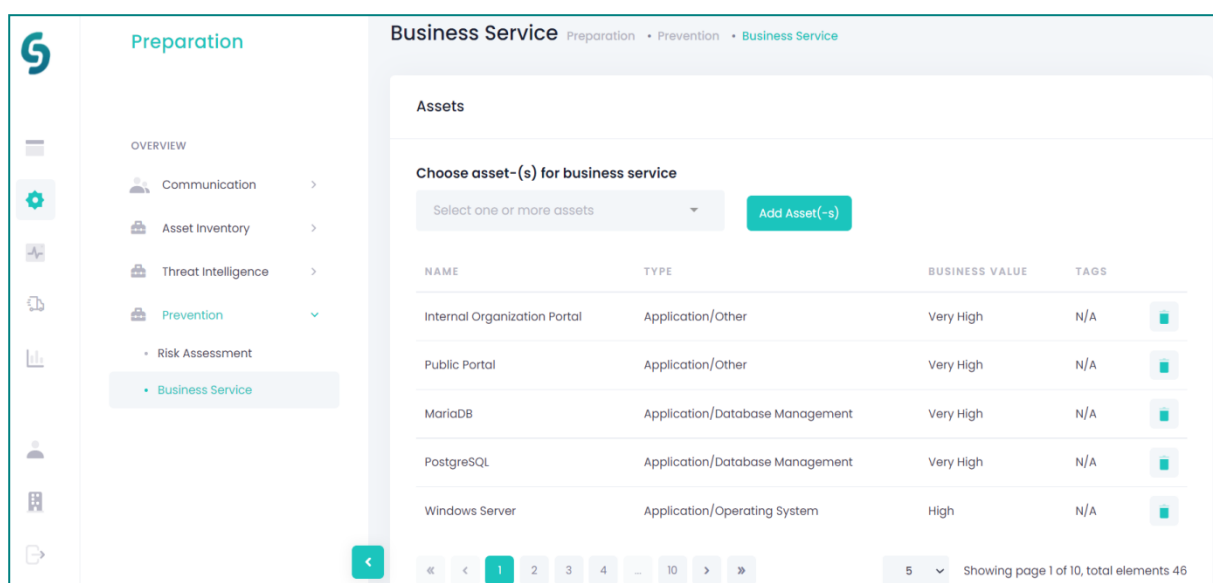 Preparation
OVERVIEW
Communication
Asset Inventory
Threat Intelligence
Prevention
• Risk Assessment
• Business Service
Business Service Preparation • Prevention • Business Service
Assets
Choose asset-(s) for business service
Select one or more assets
Add Asset(-s)
NAME TYPE BUSINESS VALUE TAGS
Internal Organization Portal Application/Other Very High N/A
Public Portal Application/Other Very High N/A
MariaDB Application/Database Management Very High N/A
PostgreSQL Application/Database Management Very High N/A
Windows Server Application/Operating System High N/A
« < 1 2 3 4 ... 10 > » 5 Showing page 1 of 10, total elements 46